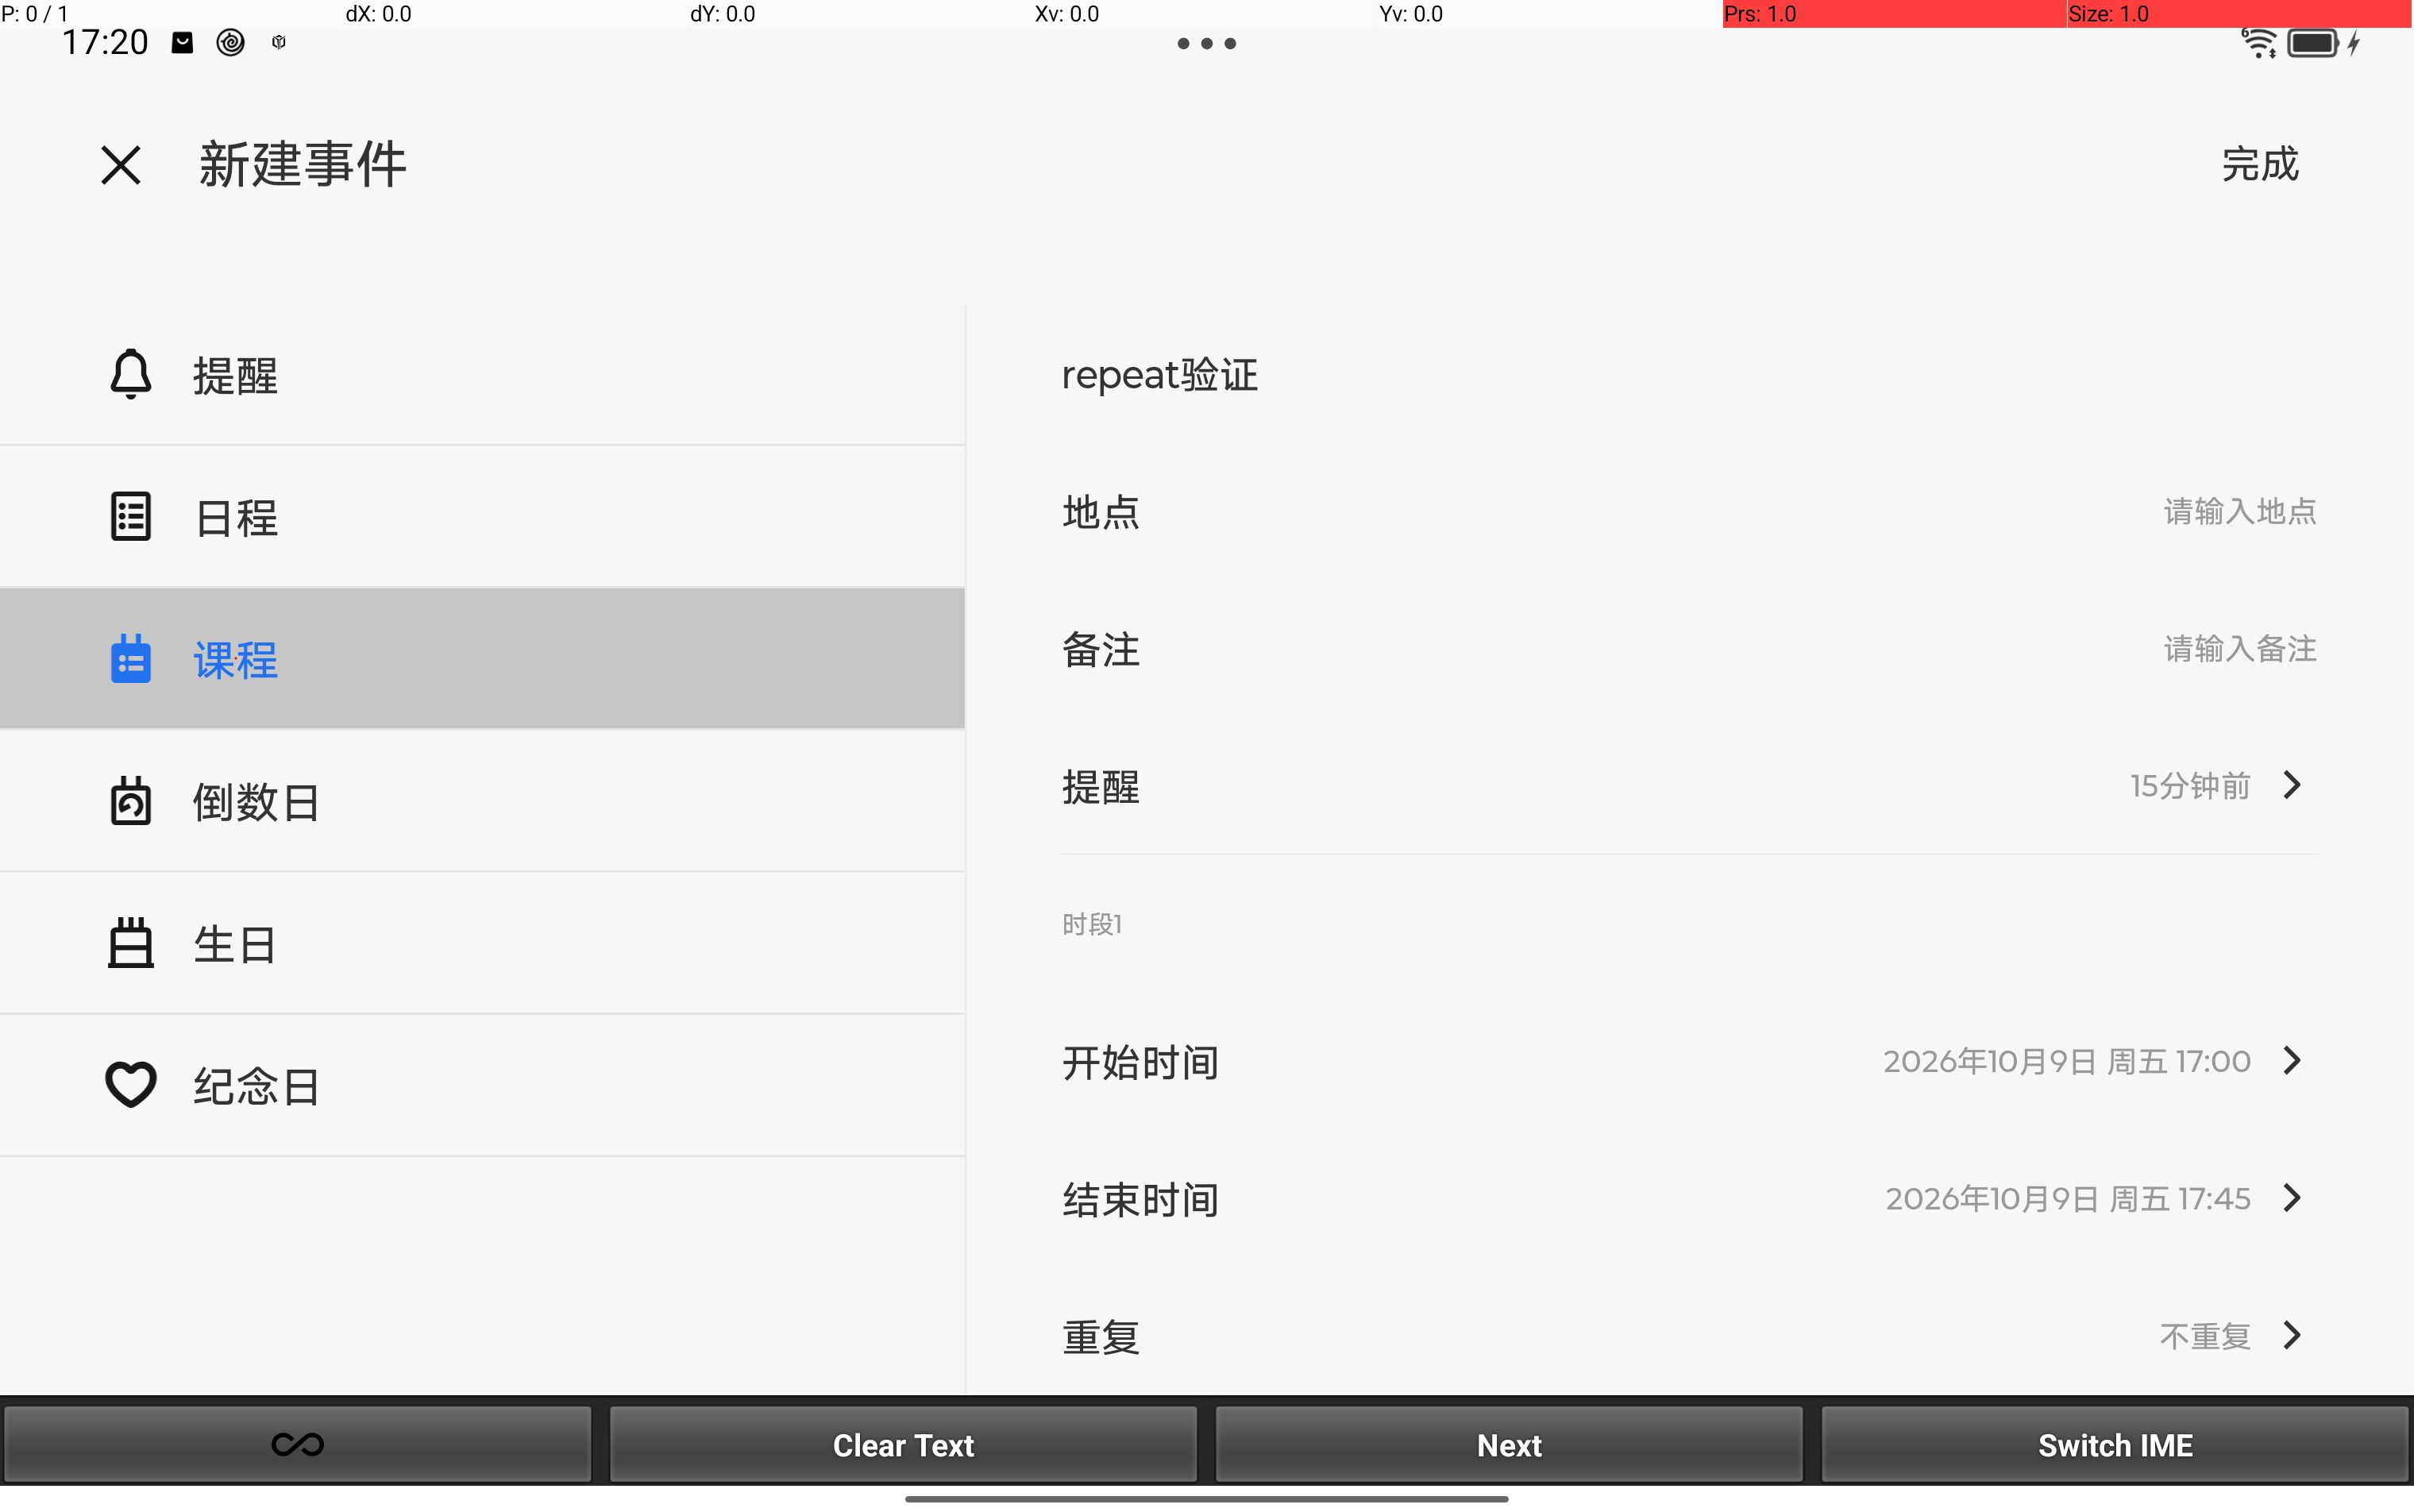 P: 0 / 1 dX: 0.0 dY: 0.0 Xv: 0.0 Yv: 0.0 Prs: 1.0 Size: 1.0
17:20
新建事件 完成
提醒
日程
课程
倒数日
生日
纪念日
repeat验证
地点 请输入地点
备注 请输入备注
提醒 15分钟前
时段1
开始时间 2026年10月9日 周五 17:00
结束时间 2026年10月9日 周五 17:45
重复 不重复
Clear Text Next Switch IME